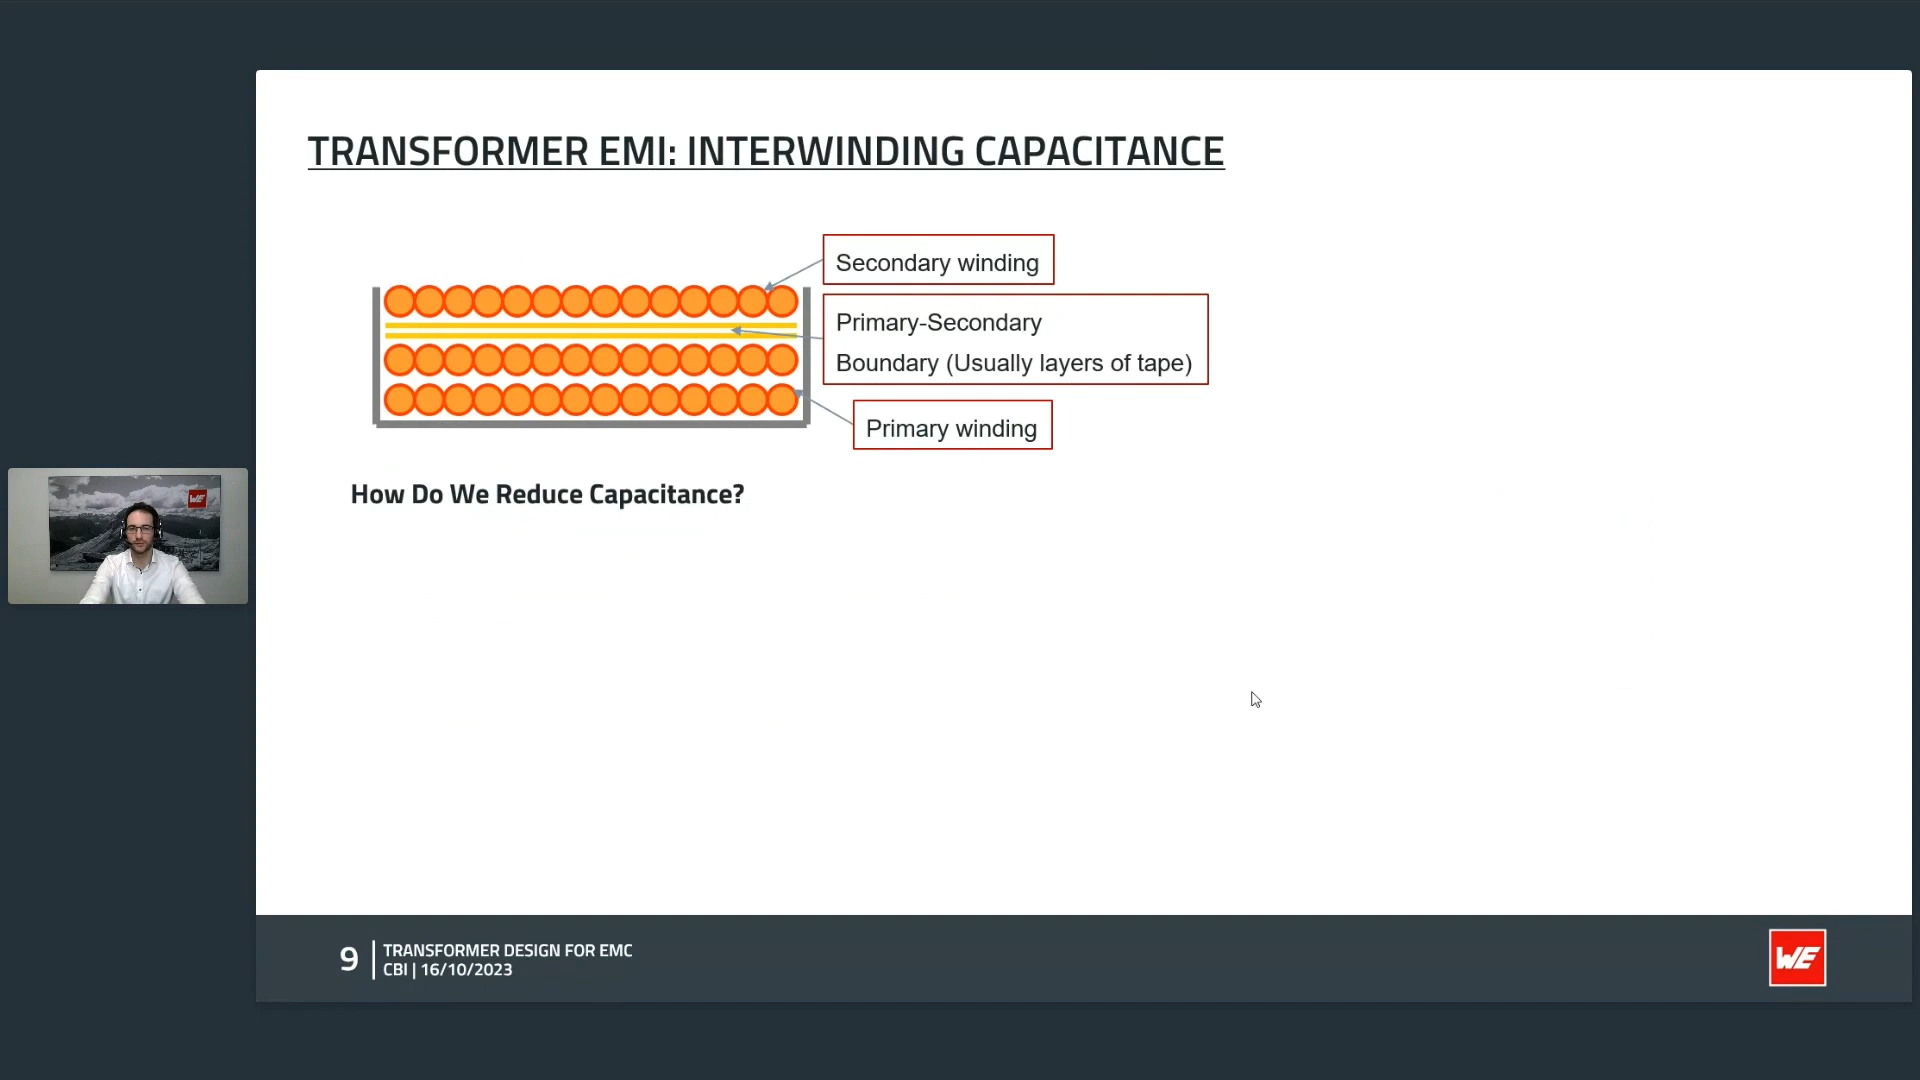 TRANSFORMER EMI: INTERWINDING CAPACITANCE
Secondary winding
Primary-Secondary
Boundary (Usually layers of tape)
Primary winding
How Do We Reduce Capacitance?
9
TRANSFORMER DESIGN FOR EMC
CBI | 16/10/2023
WE
WE